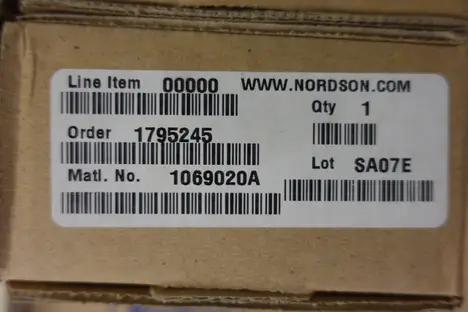 Line Item 00000 WWW.NORDSON.COM
Qty 1
Order 1795245
Lot SA07E
Matl. No. 1069020A